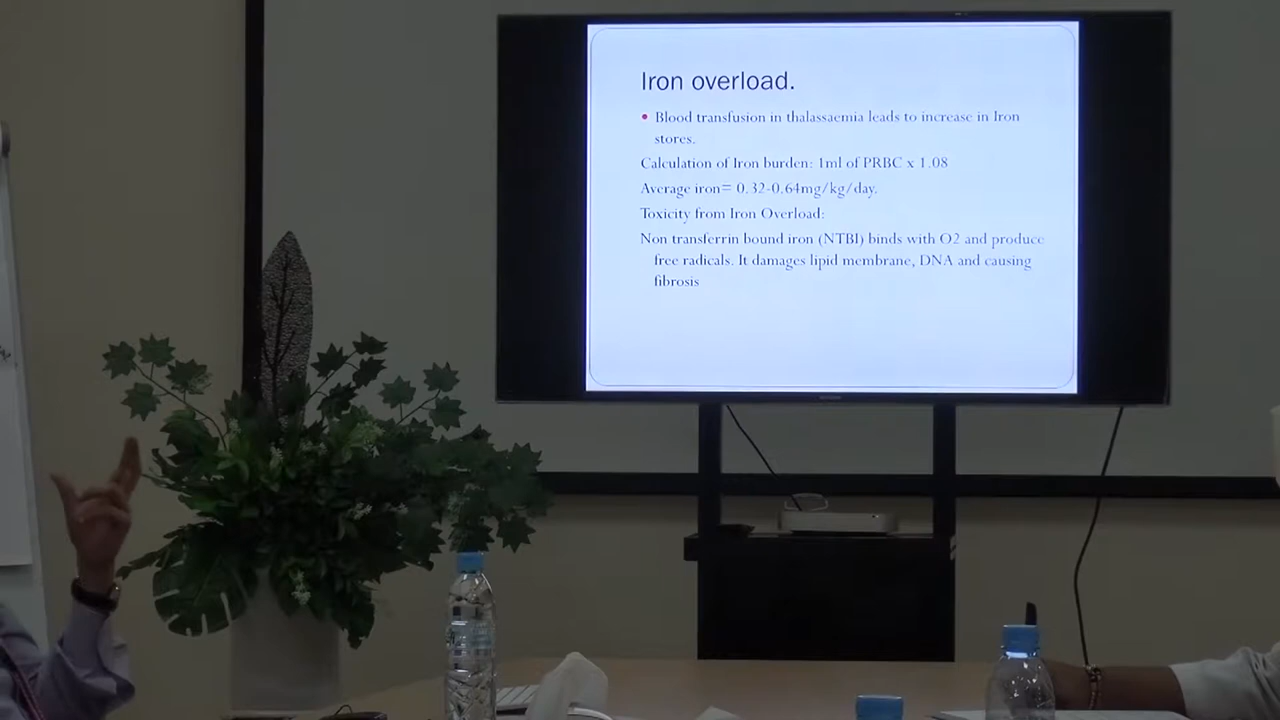 Iron overload.
• Blood transfusion in thalassaemia leads to increase in Iron
stores.
Calculation of Iron burden: 1ml of PRBC x 1.08
Average iron= 0.32-0.64mg/kg/day.
Toxicity from Iron Overload:
Non transferrin bound iron (NTBI) binds with O2 and produce
free radicals. It damages lipid membrane, DNA and causing
fibrosis